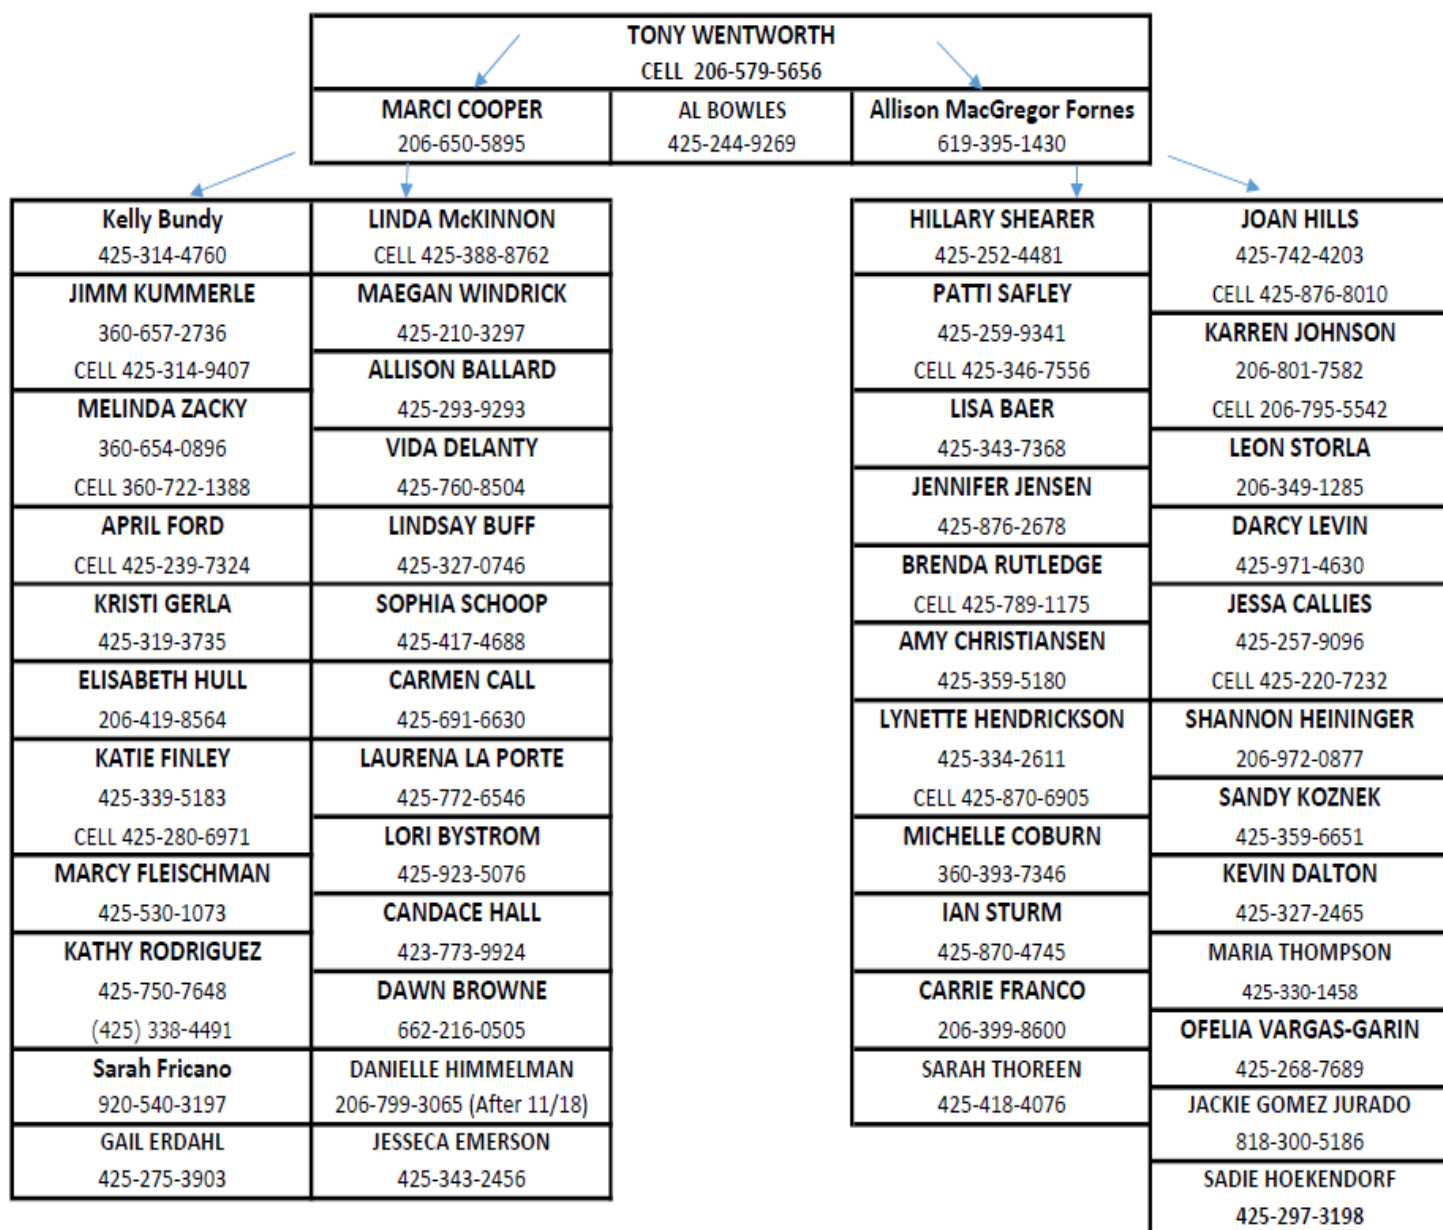 TONY WENTWORTH
CELL 206-579-5656
MARCI COOPER
206-650-5895
AL BOWLES
425-244-9269
Allison MacGregor Fornes
619-395-1430
Kelly Bundy
425-314-4760
JIMM KUMMERLE
360-657-2736
CELL 425-314-9407
MELINDA ZACKY
360-654-0896
CELL 360-722-1388
APRIL FORD
CELL 425-239-7324
KRISTI GERLA
425-319-3735
ELISABETH HULL
206-419-8564
KATIE FINLEY
425-339-5183
CELL 425-280-6971
MARCY FLEISCHMAN
425-530-1073
KATHY RODRIGUEZ
425-750-7648
(425) 338-4491
Sarah Fricano
920-540-3197
GAIL ERDAHL
425-275-3903
LINDA McKINNON
CELL 425-388-8762
MAEGAN WINDRICK
425-210-3297
ALLISON BALLARD
425-293-9293
VIDA DELANTY
425-760-8504
LINDSAY BUFF
425-327-0746
SOPHIA SCHOOP
425-417-4688
CARMEN CALL
425-691-6630
LAURENA LA PORTE
425-772-6546
LORI BYSTROM
425-923-5076
CANDACE HALL
423-773-9924
DAWN BROWNE
662-216-0505
DANIELLE HIMMELMAN
206-799-3065 (After 11/18)
JESSECA EMERSON
425-343-2456
HILLARY SHEARER
425-252-4481
PATTI SAFLEY
425-259-9341
CELL 425-346-7556
LISA BAER
425-343-7368
JENNIFER JENSEN
425-876-2678
BRENDA RUTLEDGE
CELL 425-789-1175
AMY CHRISTIANSEN
425-359-5180
LYNETTE HENDRICKSON
425-334-2611
CELL 425-870-6905
MICHELLE COBURN
360-393-7346
IAN STURM
425-870-4745
CARRIE FRANCO
206-399-8600
SARAH THOREEN
425-418-4076
JOAN HILLS
425-742-4203
CELL 425-876-8010
KARREN JOHNSON
206-801-7582
CELL 206-795-5542
LEON STORLA
206-349-1285
DARCY LEVIN
425-971-4630
JESSA CALLIES
425-257-9096
CELL 425-220-7232
SHANNON HEININGER
206-972-0877
SANDY KOZNEK
425-359-6651
KEVIN DALTON
425-327-2465
MARIA THOMPSON
425-330-1458
OFELIA VARGAS-GARIN
425-268-7689
JACKIE GOMEZ JURADO
818-300-5186
SADIE HOEKENDORF
425-297-3198